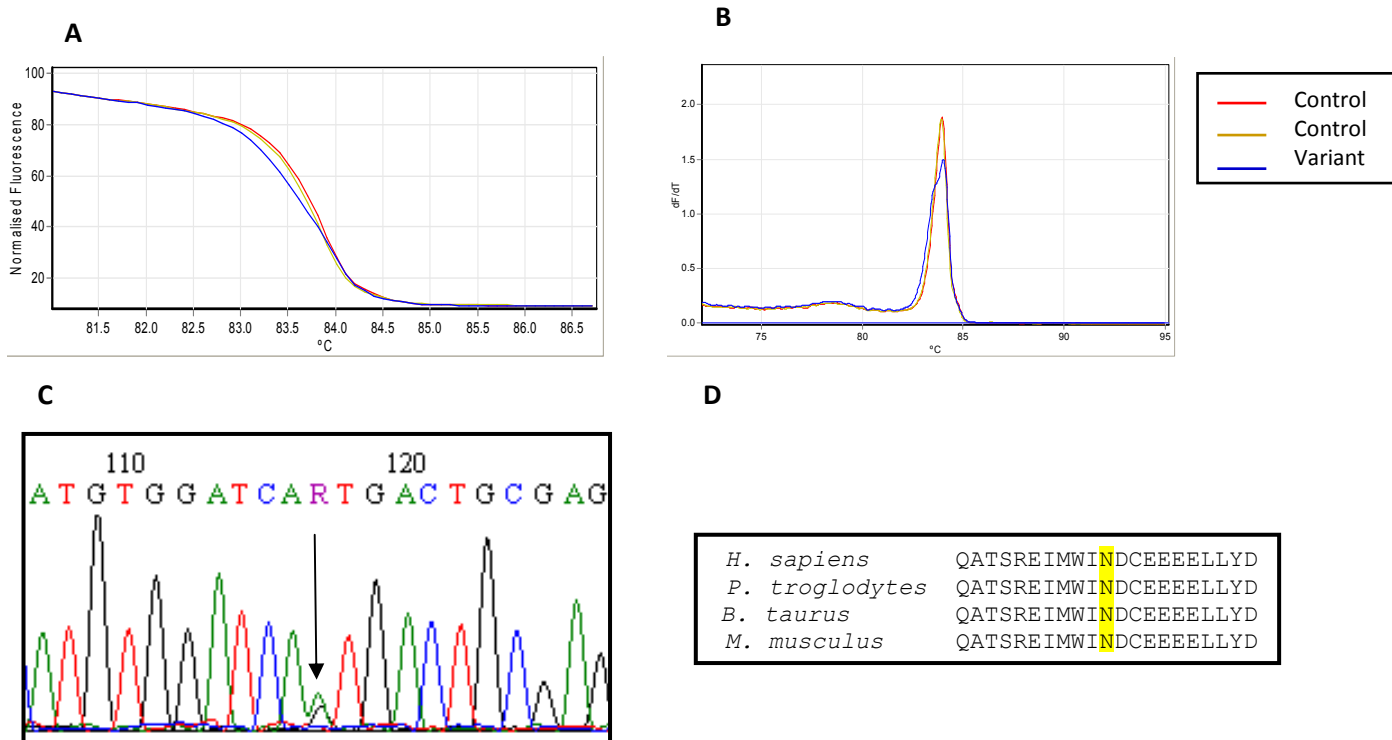 A
Normalised Fluorescence
100
80
60
40
20
81.5 82.0 82.5 83.0 83.5 84.0 84.5 85.0 85.5 86.0 86.5
ºC
B
dF/dT
2.0
1.5
1.0
0.5
0.0
75 80 85 90 95
ºC
Control
Control
Variant
C
110 120
A T G T G G A T C A R T G A C T G C G A G
D
H. sapiens QATSREIMWINDCEEEELLYD
P. troglodytes QATSREIMWINDCEEEELLYD
B. taurus QATSREIMWINDCEEEELLYD
M. musculus QATSREIMWINDCEEEELLYD